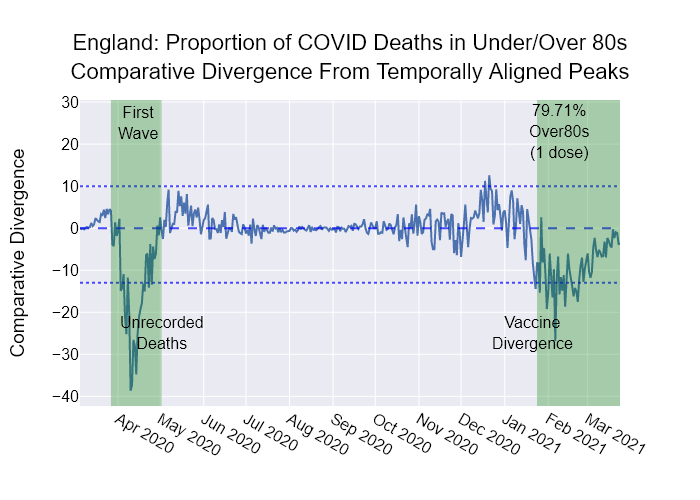 England: Proportion of COVID Deaths in Under/Over 80s
Comparative Divergence From Temporally Aligned Peaks
Comparative Divergence
30
20
10
0
−10
−20
−30
−40
First
Wave
79.71%
Over80s
(1 dose)
Unrecorded
Deaths
Vaccine
Divergence
Apr 2020
May 2020
Jun 2020
Jul 2020
Aug 2020
Sep 2020
Oct 2020
Nov 2020
Dec 2020
Jan 2021
Feb 2021
Mar 2021